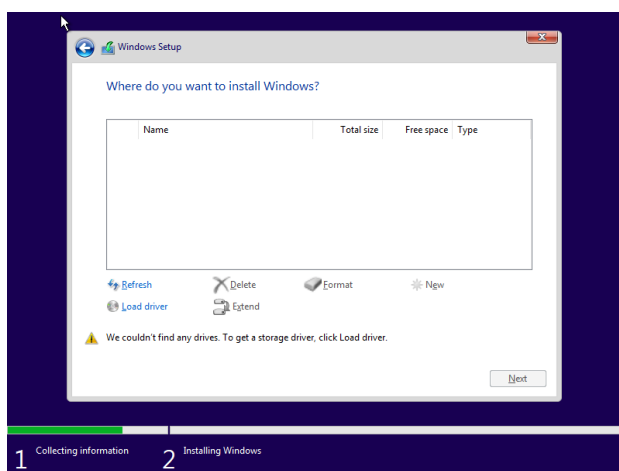 Windows Setup
Where do you want to install Windows?
Name Total size Free space Type
Refresh Delete Format New
Load driver Extend
We couldn't find any drives. To get a storage driver, click Load driver.
Next
1 Collecting information 2 Installing Windows